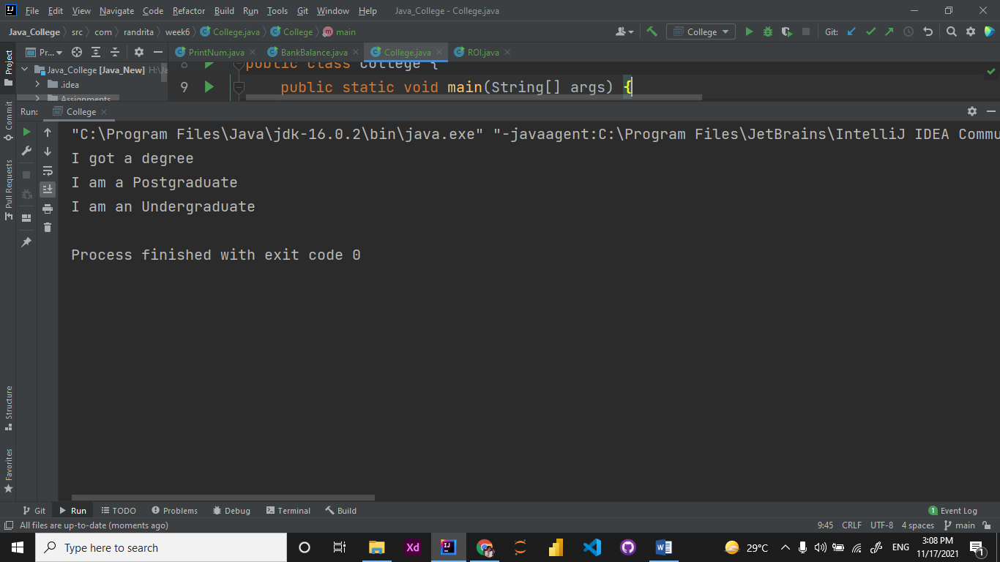 File Edit View Navigate Code Refactor Build Run Tools Git Window Help Java_College - College.java
Java_College src com randrita week6 College.java College main College Git:
Project Pr... PrintNum.java BankBalance.java College.java ROI.java
Java_College [Java_New] H:\Ja
.idea
Assignments
8 public class College {
9 public static void main(String[] args) {
Run: College
Commit
Pull Requests
"C:\Program Files\Java\jdk-16.0.2\bin\java.exe" "-javaagent:C:\Program Files\JetBrains\IntelliJ IDEA Commu
I got a degree
I am a Postgraduate
I am an Undergraduate
Process finished with exit code 0
Structure
Favorites
Git Run TODO Problems Debug Terminal Build 1 Event Log
All files are up-to-date (moments ago) 9:45 CRLF UTF-8 4 spaces main
Type here to search Xd 29°C ENG 3:08 PM
11/17/2021 1